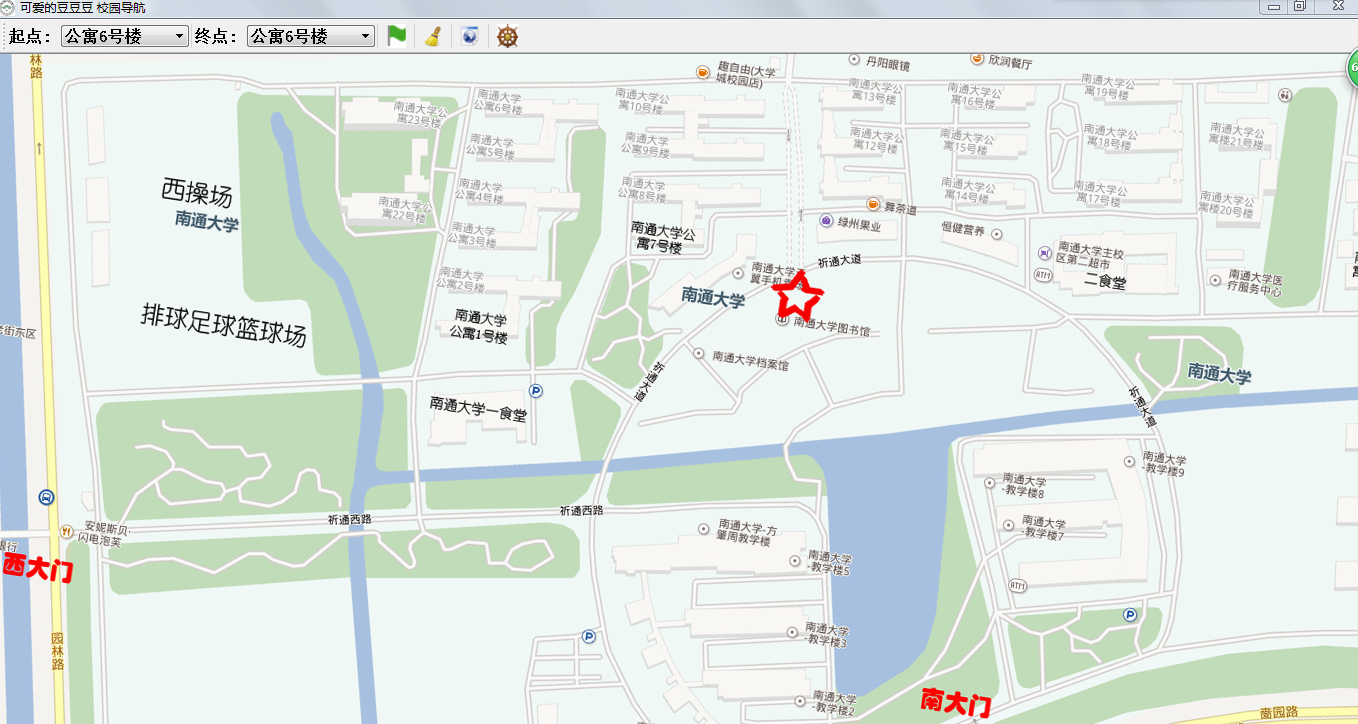 可爱的豆豆豆 校园导航
起点： 公寓6号楼 终点： 公寓6号楼
林路
趣自由(大学
城校园店)
丹阳眼镜
欣润餐厅
南通大学公
寓23号楼
南通大学
公寓6号楼
南通大学公
寓10号楼
南通大学公
寓13号楼
南通大学公
寓16号楼
南通大学公
寓19号楼
南通大学
公寓5号楼
南通大学公
寓9号楼
南通大学公
寓12号楼
南通大学公
寓15号楼
南通大学公
寓18号楼
南通大学公
寓楼21号楼
西操场
南通大学
南通大学公
寓22号楼
南通大学
公寓4号楼
南通大学公
寓8号楼
舞茶道
南通大学公
寓14号楼
南通大学公
寓17号楼
南通大学公
寓楼20号楼
南通大学
公寓3号楼
南通大学公
寓7号楼
绿州果业
恒健营养
南通大学主校
区第二超市
ATM
二食堂
南通大学
公寓2号楼
南通大学
南通大学
翼手机
祈通大道
南通大学医
疗服务中心
排球足球篮球场
南通大学
公寓1号楼
南通大学图书馆
街东区
南通大学档案馆
祈通大道
南通大学
P
南通大学一食堂
祈通大道
南通大学
-教学楼9
南通大学
-教学楼8
祈通西路
祈通西路
安妮斯贝·
闪电泡芙
南通大学-方
肇周教学楼
南通大学
-教学楼7
银行
西大门
南通大学
-教学楼5
ATM
P
园林路
P
南通大学
-教学楼3
南通大学
-教学楼2
南大门
啬园路